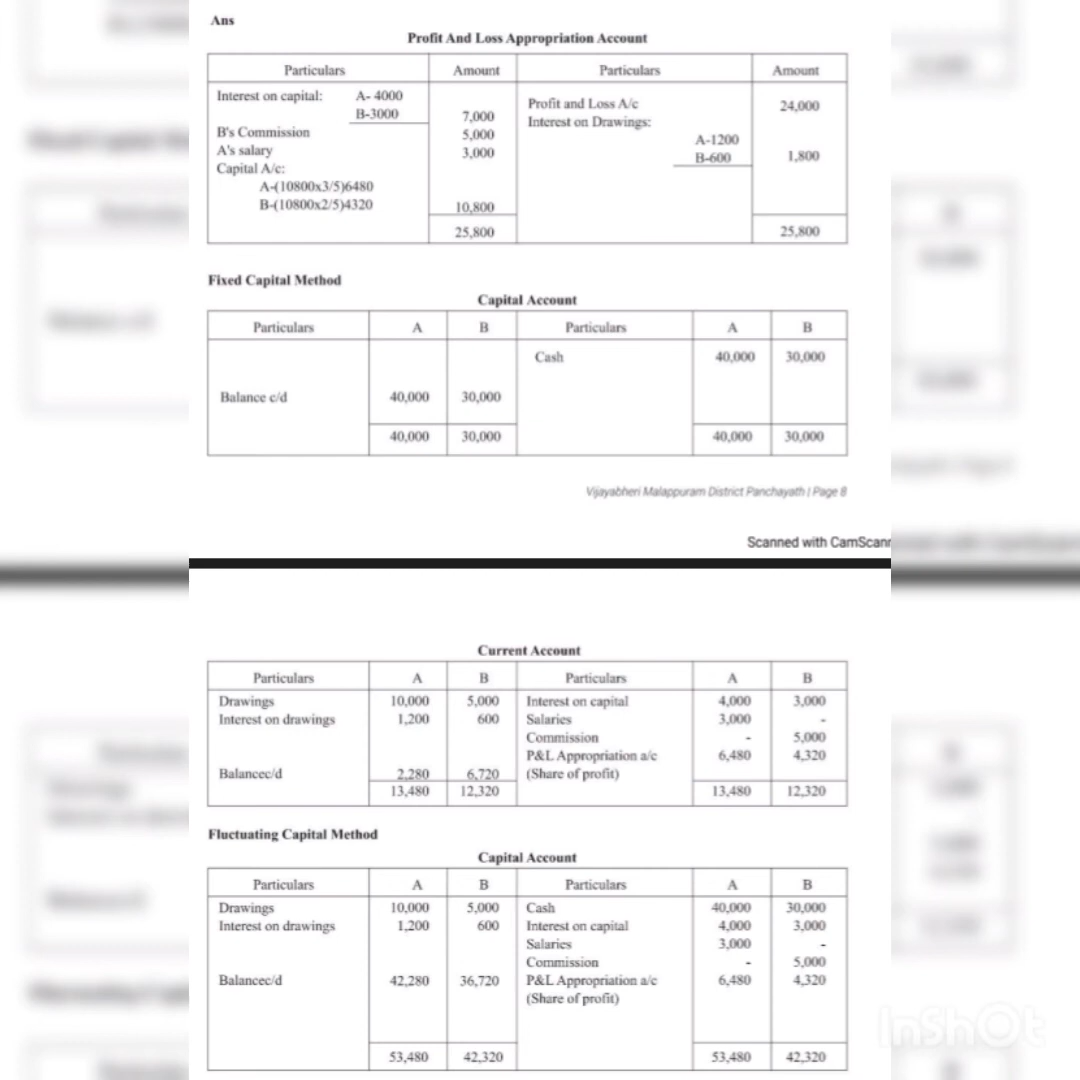 Ans
Profit And Loss Appropriation Account
Particulars Amount Particulars Amount
Interest on capital: A- 4000
B-3000 7,000
B's Commission 5,000
A's salary 3,000
Capital A/c:
A-(10800x3/5)6480
B-(10800x2/5)4320 10,800
25,800
Profit and Loss A/c 24,000
Interest on Drawings:
A-1200
B-600 1,800
25,800
Fixed Capital Method
Capital Account
Particulars A B Particulars A B
Cash 40,000 30,000
Balance c/d 40,000 30,000
40,000 30,000 40,000 30,000
Vijayabheri Malappuram District Panchayath | Page 8
Scanned with CamScann
Current Account
Particulars A B Particulars A B
Drawings 10,000 5,000 Interest on capital 4,000 3,000
Interest on drawings 1,200 600 Salaries 3,000 -
Commission - 5,000
P&L Appropriation a/c 6,480 4,320
Balancec/d 2,280 6,720 (Share of profit)
13,480 12,320 13,480 12,320
Fluctuating Capital Method
Capital Account
Particulars A B Particulars A B
Drawings 10,000 5,000 Cash 40,000 30,000
Interest on drawings 1,200 600 Interest on capital 4,000 3,000
Salaries 3,000 -
Commission - 5,000
Balancec/d 42,280 36,720 P&L Appropriation a/c 6,480 4,320
(Share of profit)
53,480 42,320 53,480 42,320
InShOt